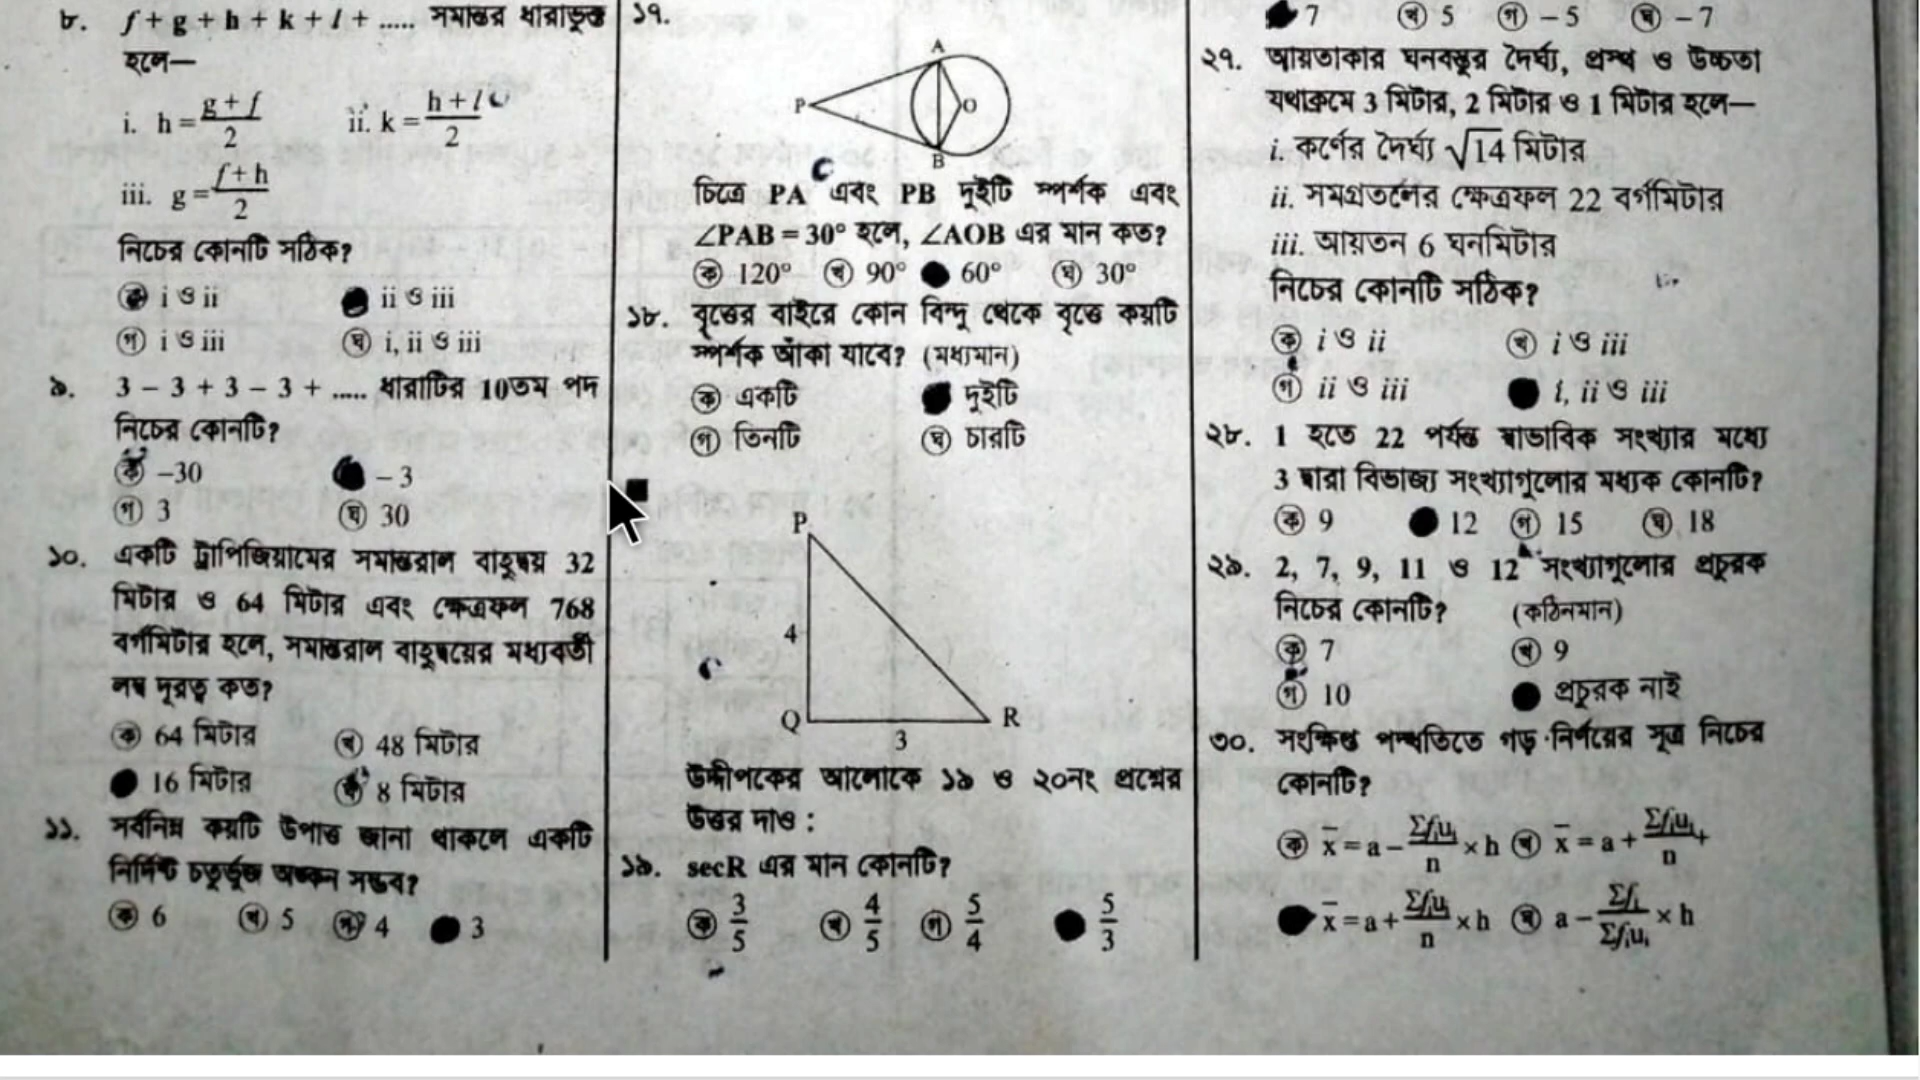 ৮. f + g + h + k + l + ..... সমান্তর ধারাভুক্ত
হলে—
i. h = g + f / 2 ii. k = h + l / 2
iii. g = f + h / 2
নিচের কোনটি সঠিক?
ক i ও ii ii ও iii
গ i ও iii ঘ i, ii ও iii
৯. 3 – 3 + 3 – 3 + ..... ধারাটির 10তম পদ
নিচের কোনটি?
ক –30 – 3
গ 3 ঘ 30
১০. একটি ট্রাপিজিয়ামের সমান্তরাল বাহুদ্বয় 32
মিটার ও 64 মিটার এবং ক্ষেত্রফল 768
বর্গমিটার হলে, সমান্তরাল বাহুদ্বয়ের মধ্যবর্তী
লম্ব দূরত্ব কত?
ক 64 মিটার খ 48 মিটার
16 মিটার ঘ 8 মিটার
১১. সর্বনিম্ন কয়টি উপাত্ত জানা থাকলে একটি
নির্দিষ্ট চতুর্ভুজ অঙ্কন সম্ভব?
ক 6 খ 5 গ 4 3
১৭.
A
P O
B
চিত্রে PA এবং PB দুইটি স্পর্শক এবং
∠PAB = 30° হলে, ∠AOB এর মান কত?
ক 120° খ 90° 60° ঘ 30°
১৮. বৃত্তের বাইরে কোন বিন্দু থেকে বৃত্তে কয়টি
স্পর্শক আঁকা যাবে? (মধ্যমান)
ক একটি দুইটি
গ তিনটি ঘ চারটি
P
4
Q R
3
উদ্দীপকের আলোকে ১৯ ও ২০নং প্রশ্নের
উত্তর দাও :
১৯. secR এর মান কোনটি?
ক 3/5 খ 4/5 গ 5/4 5/3
7 খ 5 গ – 5 ঘ – 7
২৭. আয়তাকার ঘনবস্তুর দৈর্ঘ্য, প্রস্থ ও উচ্চতা
যথাক্রমে 3 মিটার, 2 মিটার ও 1 মিটার হলে—
i. কর্ণের দৈর্ঘ্য √14 মিটার
ii. সমগ্রতলের ক্ষেত্রফল 22 বর্গমিটার
iii. আয়তন 6 ঘনমিটার
নিচের কোনটি সঠিক?
ক i ও ii খ i ও iii
গ ii ও iii i, ii ও iii
২৮. 1 হতে 22 পর্যন্ত স্বাভাবিক সংখ্যার মধ্যে
3 দ্বারা বিভাজ্য সংখ্যাগুলোর মধ্যক কোনটি?
ক 9 12 গ 15 ঘ 18
২৯. 2, 7, 9, 11 ও 12 সংখ্যাগুলোর প্রচুরক
নিচের কোনটি? (কঠিনমান)
ক 7 খ 9
গ 10 প্রচুরক নাই
৩০. সংক্ষিপ্ত পদ্ধতিতে গড় নির্ণয়ের সূত্র নিচের
কোনটি?
ক x̄ = a – Σfᵢuᵢ / n × h খ x̄ = a + Σfᵢuᵢ / n +
x̄ = a + Σfᵢuᵢ / n × h ঘ a – Σfᵢ / Σfᵢuᵢ × h